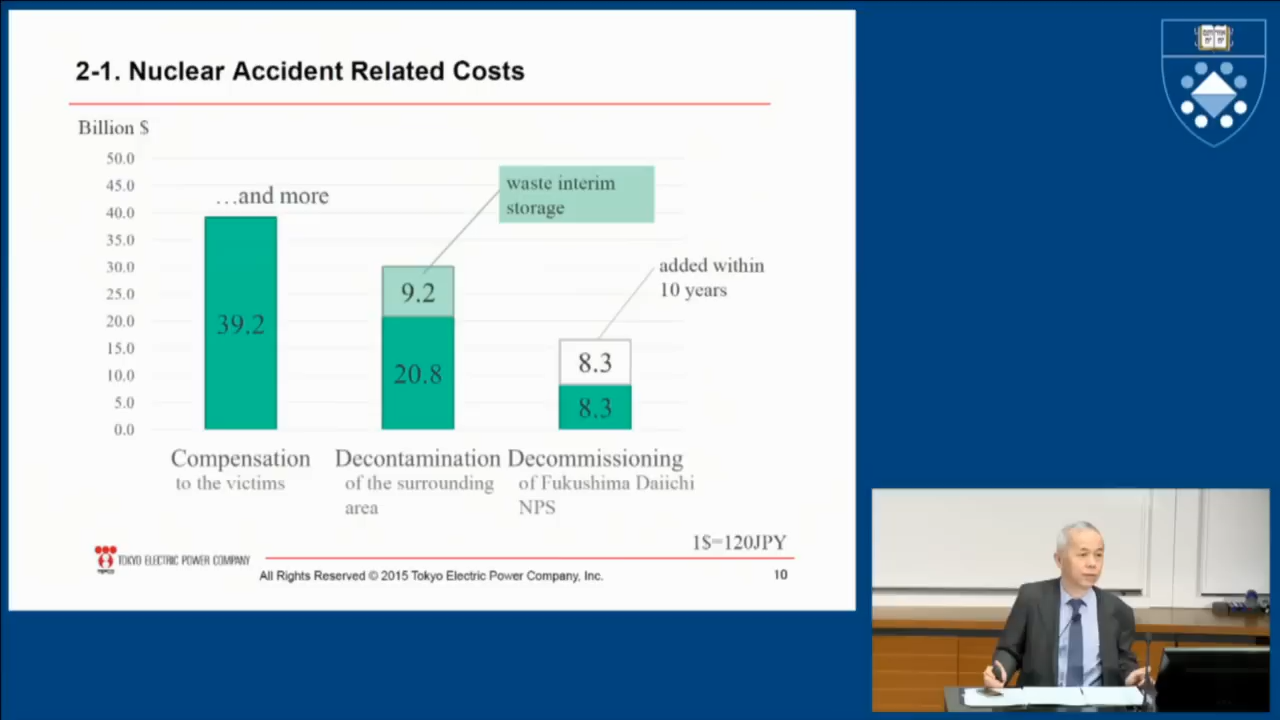 2-1. Nuclear Accident Related Costs
Billion $
50.0
45.0
40.0
35.0
30.0
25.0
20.0
15.0
10.0
5.0
0.0
…and more
39.2
waste interim
storage
9.2
20.8
added within
10 years
8.3
8.3
Compensation
to the victims
Decontamination
of the surrounding
area
Decommissioning
of Fukushima Daiichi
NPS
1$=120JPY
TEPCO
TOKYO ELECTRIC POWER COMPANY
All Rights Reserved © 2015 Tokyo Electric Power Company, Inc.
10